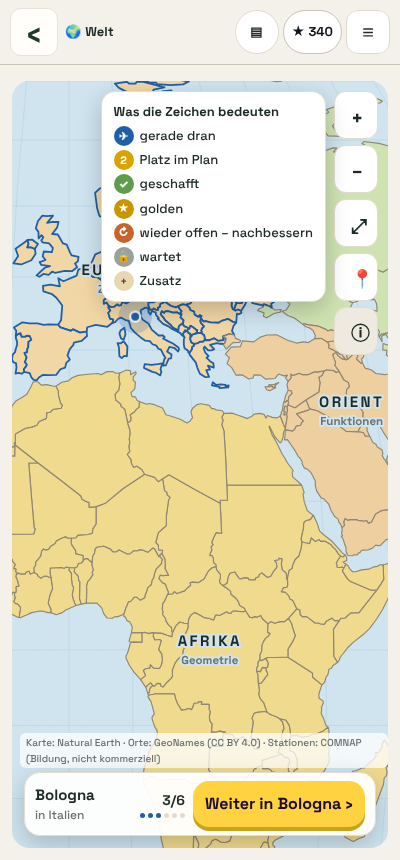 < 🌍 Welt ★ 340 ≡
Was die Zeichen bedeuten
gerade dran
2 Platz im Plan
geschafft
golden
wieder offen – nachbessern
wartet
+ Zusatz
+
−
EU
ORIENT
Funktionen
AFRIKA
Geometrie
Karte: Natural Earth · Orte: GeoNames (CC BY 4.0) · Stationen: COMNAP
(Bildung, nicht kommerziell)
Bologna 3/6
in Italien
Weiter in Bologna ›